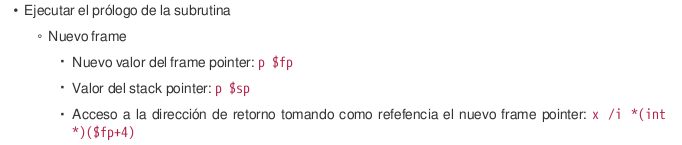 • Ejecutar el prólogo de la subrutina
◦ Nuevo frame
▪ Nuevo valor del frame pointer: p $fp
▪ Valor del stack pointer: p $sp
▪ Acceso a la dirección de retorno tomando como refefencia el nuevo frame pointer: x /i *(int
*)($fp+4)